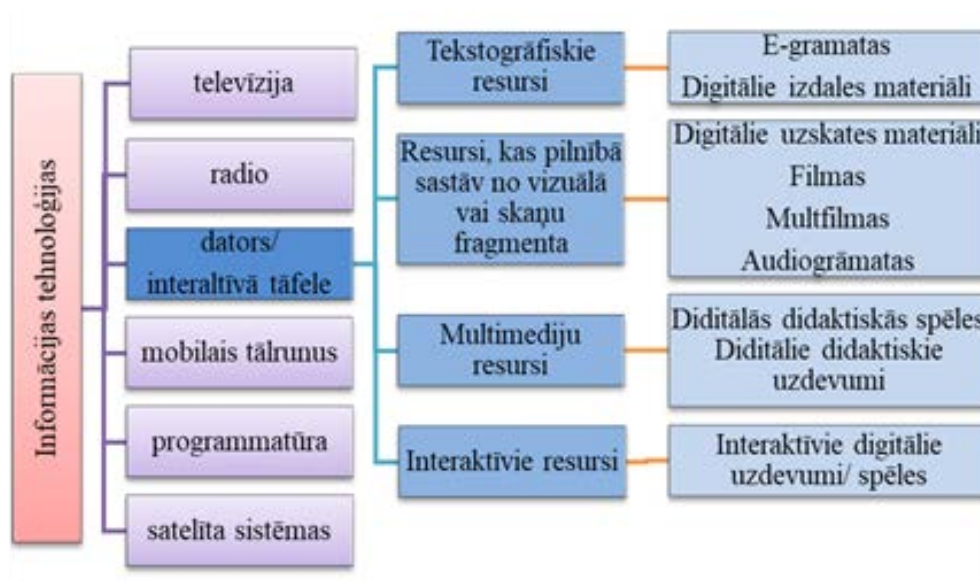 Informācijas tehnoloģijas
televīzija
radio
dators/
interaltīvā tāfele
mobilais tālrunus
programmatūra
satelīta sistēmas
Tekstogrāfiskie
resursi
Resursi, kas pilnībā
sastāv no vizuālā
vai skaņu
fragmenta
Multimediju
resursi
Interaktīvie resursi
E-gramatas
Digitālie izdales materiāli
Digitālie uzskates materiāli
Filmas
Multfilmas
Audiogrāmatas
Diditālās didaktiskās spēles
Diditālie didaktiskie
uzdevumi
Interaktīvie digitālie
uzdevumi/ spēles